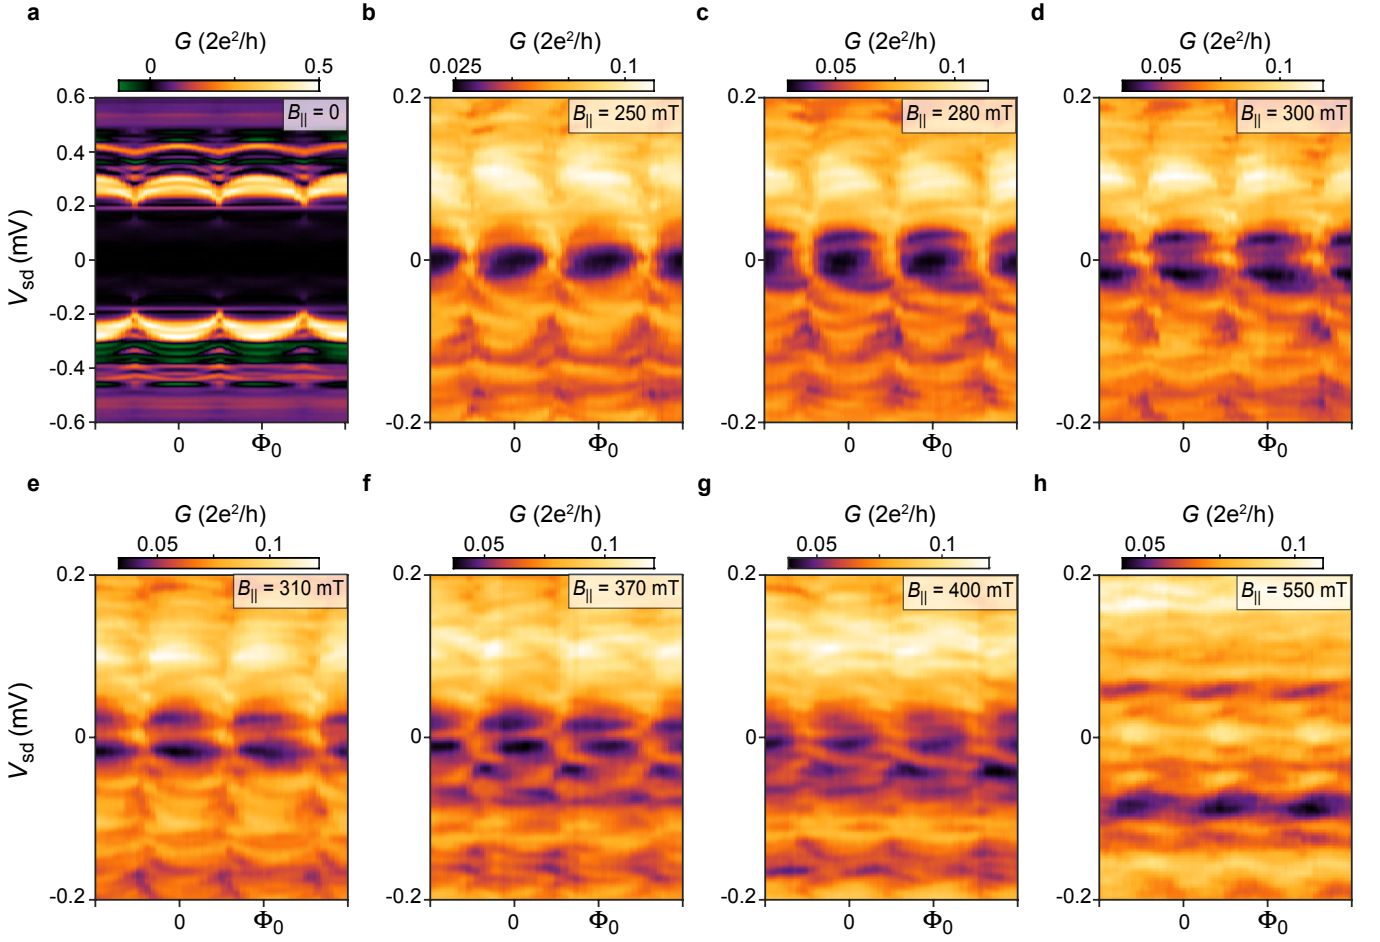 a
G (2e²/h)
0 0.5
B|| = 0
0.6
0.4
0.2
0
-0.2
-0.4
-0.6
Vsd (mV)
0 Φ0
b
G (2e²/h)
0.025 0.1
B|| = 250 mT
0.2
0
-0.2
0 Φ0
c
G (2e²/h)
0.05 0.1
B|| = 280 mT
0.2
0
-0.2
0 Φ0
d
G (2e²/h)
0.05 0.1
B|| = 300 mT
0.2
0
-0.2
0 Φ0
e
G (2e²/h)
0.05 0.1
B|| = 310 mT
0.2
0
-0.2
Vsd (mV)
0 Φ0
f
G (2e²/h)
0.05 0.1
B|| = 370 mT
0.2
0
-0.2
0 Φ0
g
G (2e²/h)
0.05 0.1
B|| = 400 mT
0.2
0
-0.2
0 Φ0
h
G (2e²/h)
0.05 0.1
B|| = 550 mT
0.2
0
-0.2
0 Φ0